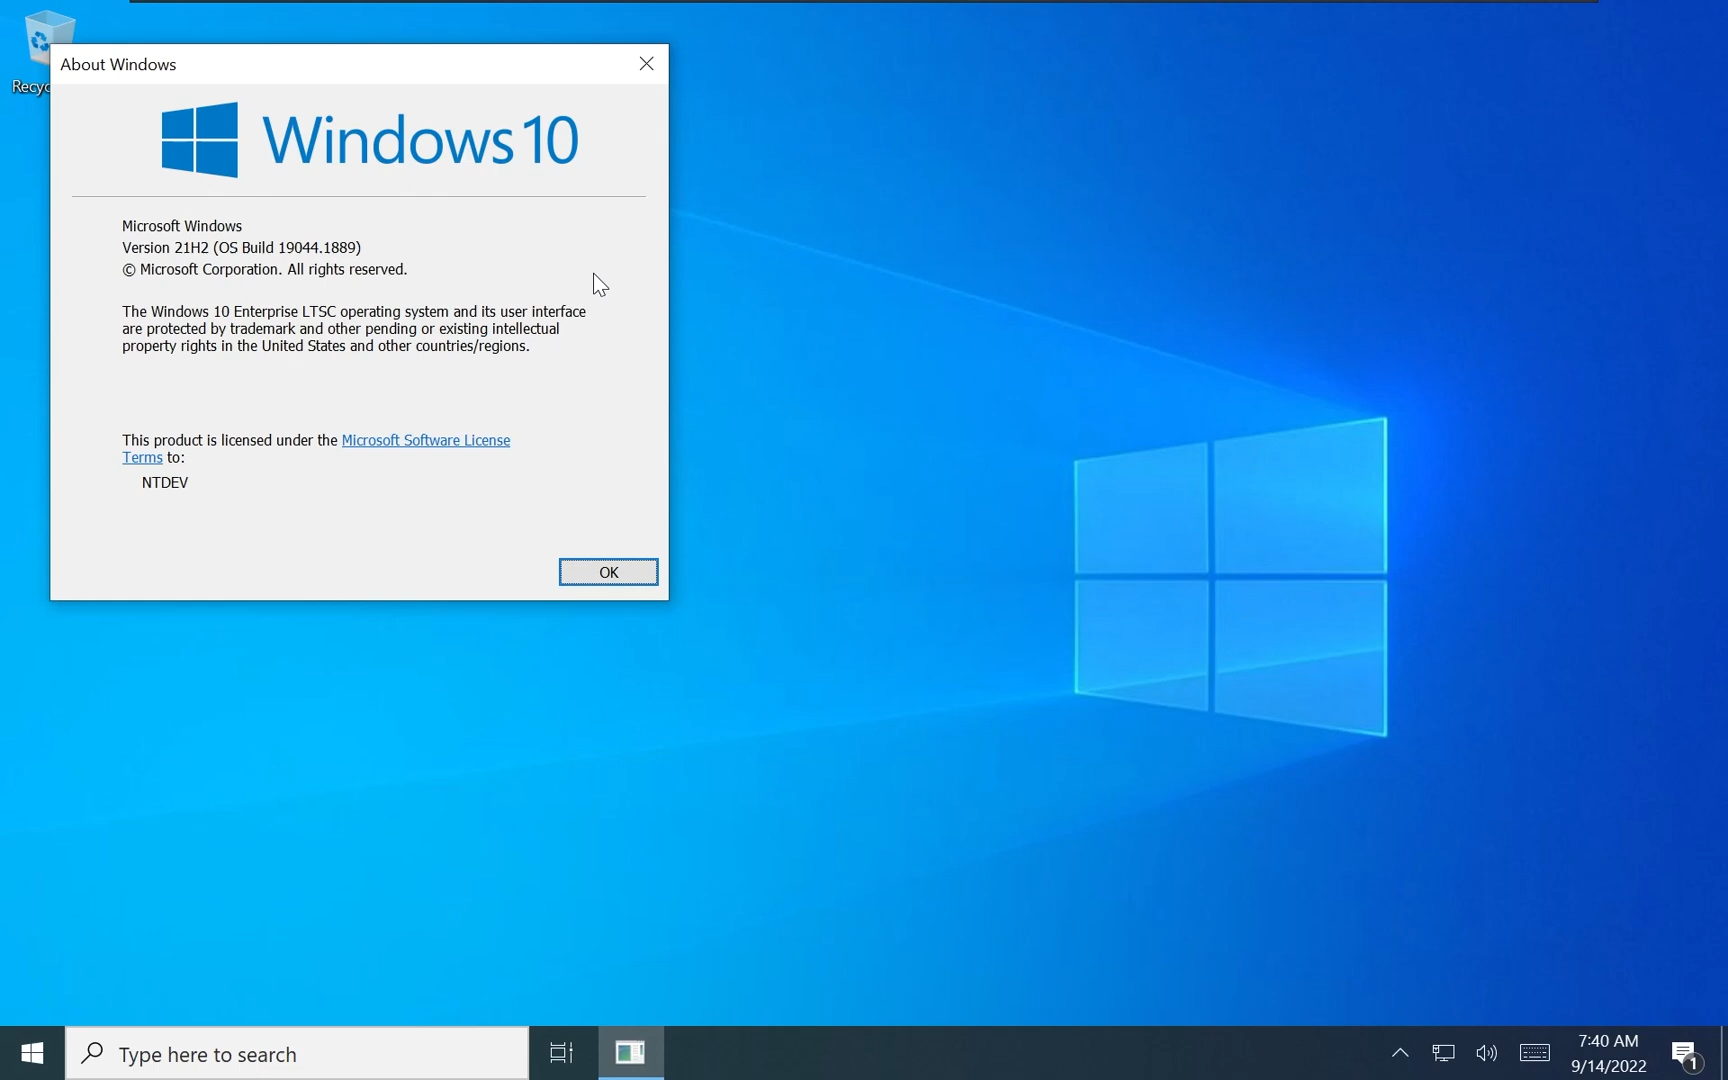 About Windows
Windows 10
Microsoft Windows
Version 21H2 (OS Build 19044.1889)
© Microsoft Corporation. All rights reserved.
The Windows 10 Enterprise LTSC operating system and its user interface
are protected by trademark and other pending or existing intellectual
property rights in the United States and other countries/regions.
This product is licensed under the Microsoft Software License
Terms to:
NTDEV
OK
Recyc
Type here to search
7:40 AM
9/14/2022
1